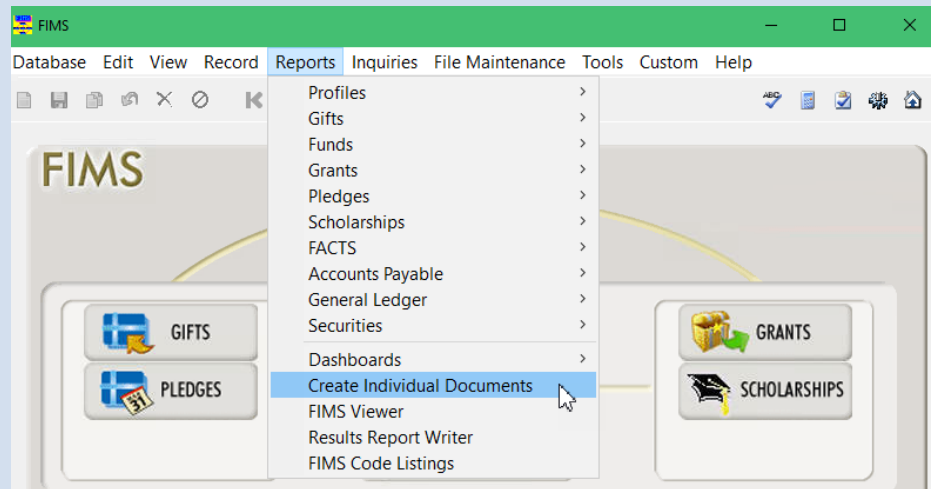 FIMS
Database Edit View Record Reports Inquiries File Maintenance Tools Custom Help
ABC
Profiles
Gifts
Funds
Grants
Pledges
Scholarships
FACTS
Accounts Payable
General Ledger
Securities
Dashboards
Create Individual Documents
FIMS Viewer
Results Report Writer
FIMS Code Listings
FIMS
GIFTS
GRANTS
PLEDGES
31
SCHOLARSHIPS